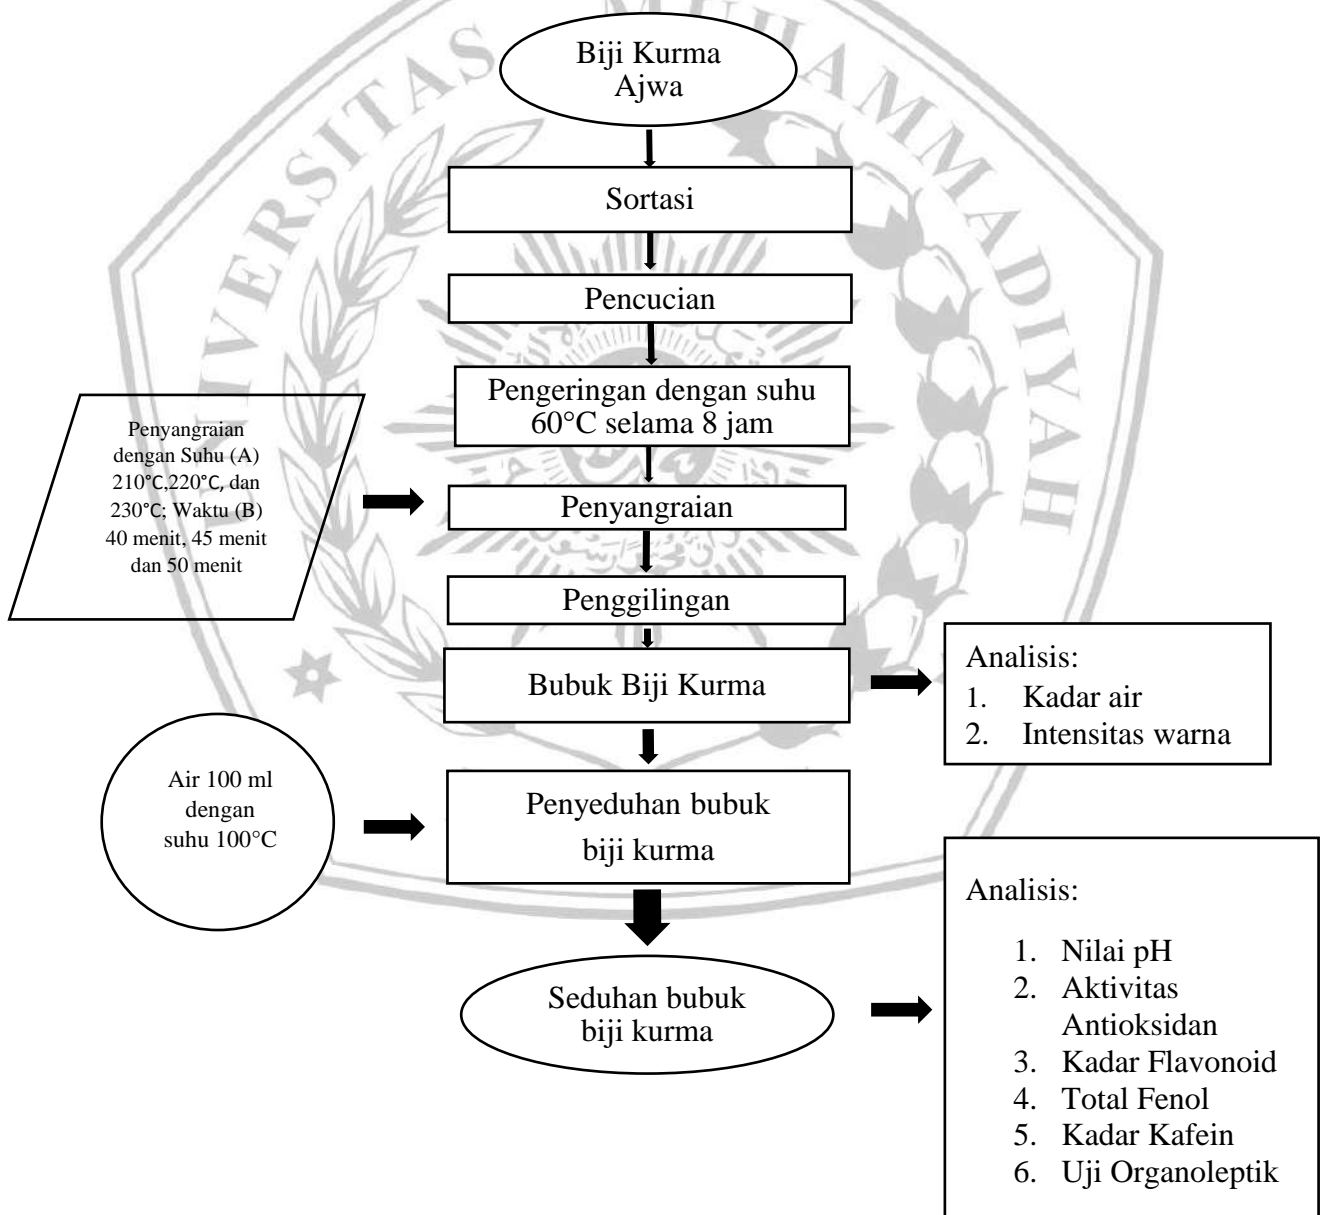 UNIVERSITAS MUHAMMADIYAH
Biji Kurma
Ajwa
Sortasi
Pencucian
Pengeringan dengan suhu
60°C selama 8 jam
Penyangraian
dengan Suhu (A)
210°C,220°C, dan
230°C; Waktu (B)
40 menit, 45 menit
dan 50 menit
Penyangraian
Penggilingan
Bubuk Biji Kurma
Analisis:
1. Kadar air
2. Intensitas warna
Air 100 ml
dengan
suhu 100°C
Penyeduhan bubuk
biji kurma
Seduhan bubuk
biji kurma
Analisis:
1. Nilai pH
2. Aktivitas
Antioksidan
3. Kadar Flavonoid
4. Total Fenol
5. Kadar Kafein
6. Uji Organoleptik